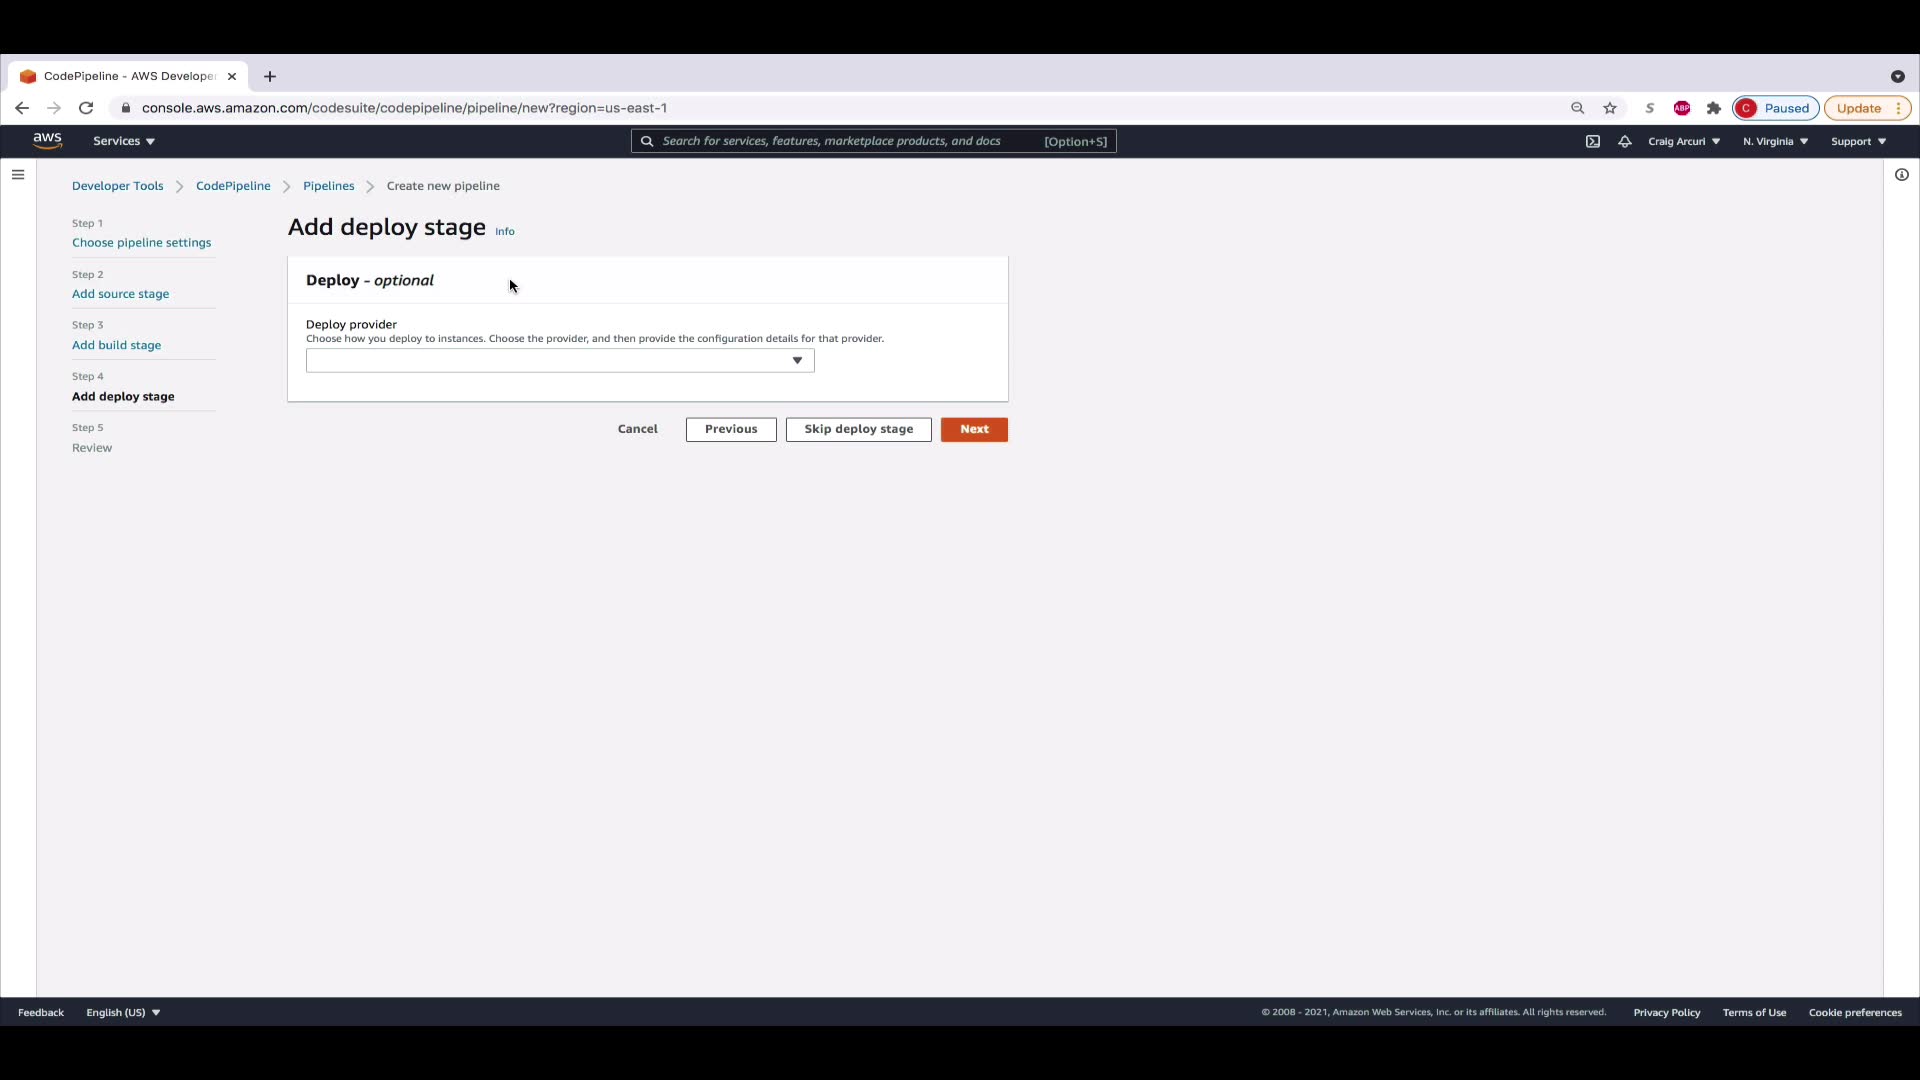 CodePipeline - AWS Develope
console.aws.amazon.com/codesuite/codepipeline/pipeline/new?region=us-east-1
S
ABP
C Paused
Update
aws
Services
Search for services, features, marketplace products, and docs [Option+S]
Craig Arcuri
N. Virginia
Support
Developer Tools
CodePipeline
Pipelines
Create new pipeline
Step 1
Choose pipeline settings
Step 2
Add source stage
Step 3
Add build stage
Step 4
Add deploy stage
Step 5
Review
Add deploy stage Info
Deploy - optional
Deploy provider
Choose how you deploy to instances. Choose the provider, and then provide the configuration details for that provider.
Cancel
Previous
Skip deploy stage
Next
Feedback
English (US)
© 2008 - 2021, Amazon Web Services, Inc. or its affiliates. All rights reserved.
Privacy Policy
Terms of Use
Cookie preferences